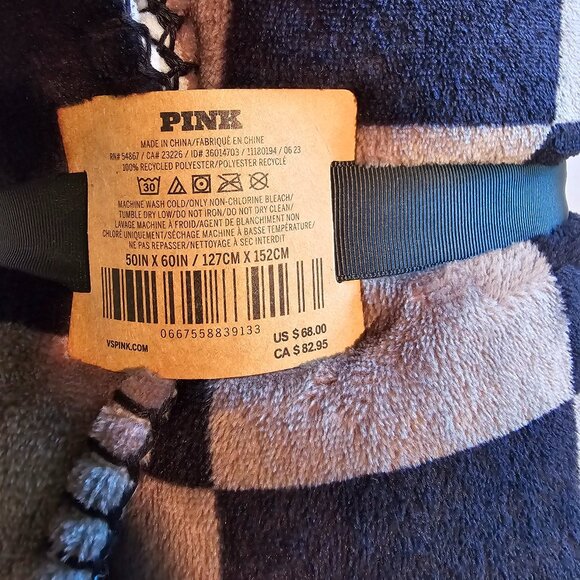 PINK
MADE IN CHINA/FABRIQUÉ EN CHINE
RN# 54867 / CA# 23226 / ID# 36014703 / 11180194 / 06 23
100% RECYCLED POLYESTER/POLYESTER RECYCLÉ
30
MACHINE WASH COLD/ONLY NON-CHLORINE BLEACH/
TUMBLE DRY LOW/DO NOT IRON/DO NOT DRY CLEAN/
LAVAGE MACHINE À FROID/AGENT DE BLANCHIMENT NON
CHLORÉ UNIQUEMENT/SÉCHAGE MACHINE À BASSE TEMPÉRATURE/
NE PAS REPASSER/NETTOYAGE À SEC INTERDIT
50IN X 60IN / 127CM X 152CM
0667558839133
VSPINK.COM
US $ 68.00
CA $ 82.95